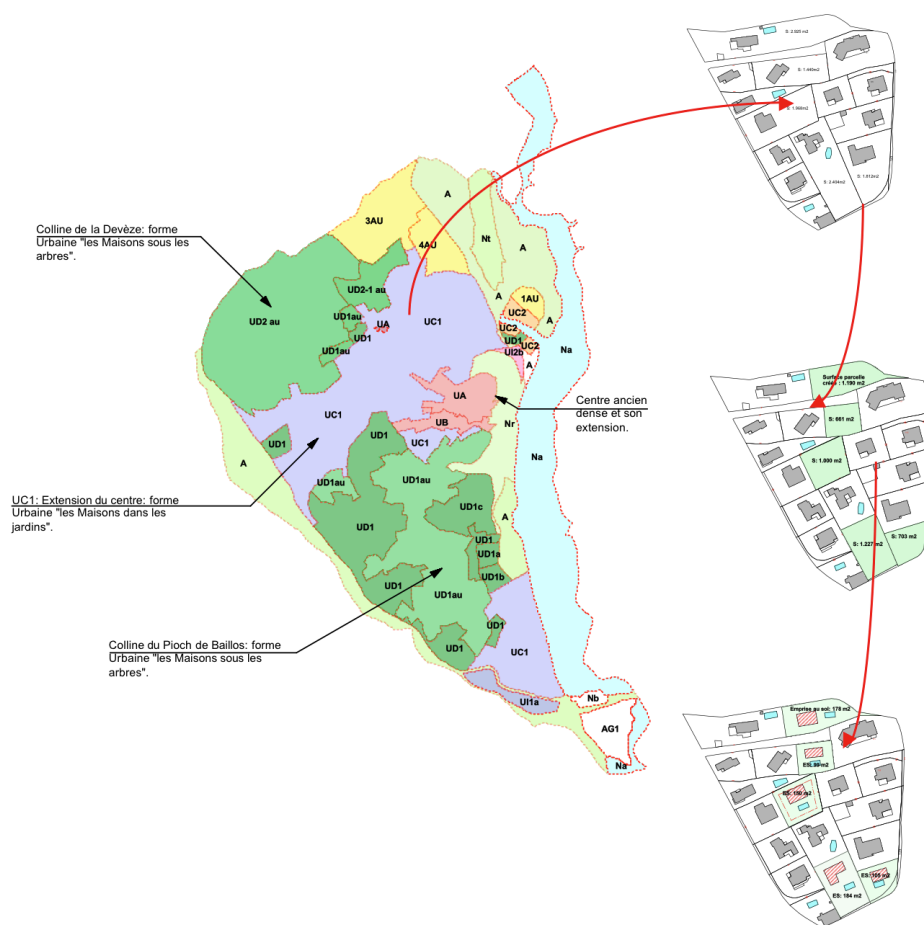 S: 2.925 m2
S: 1.440m2
S: 1.999m2
S: 2.404m2
S: 1.812m2
3AU
A
4AU
Nt
A
Colline de la Devèze: forme
Urbaine "les Maisons sous les
arbres".
UD2-1 au
A
1AU
UC2
UD2 au
UD1au
UA
UC1
UC2
A
UD1
UD1
UC2
UD1au
UI2b
Na
A
Surface parcelle
créée : 1.190 m2
UA
Centre ancien
dense et son
extension.
S: 661 m2
UC1
UB
Nr
UD1
UD1
UC1
Na
S: 1.000 m2
A
UD1au
UD1au
UC1: Extension du centre: forme
Urbaine "les Maisons dans les
jardins".
UD1c
A
UD1
UD1
UD1a
S: 703 m2
S: 1.227 m2
UD1
UD1b
UD1au
UD1
Colline du Pioch de Baillos: forme
Urbaine "les Maisons sous les
arbres".
UD1
UC1
UI1a
Nb
AG1
Na
Emprise au sol: 178 m2
ES: 99 m2
ES: 150 m2
ES: 105 m2
ES: 184 m2